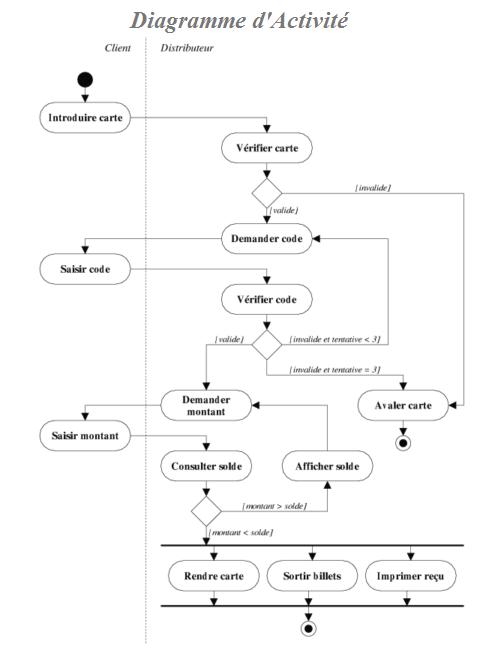 Diagramme d'Activité
Client
Distributeur
Introduire carte
Vérifier carte
[invalide]
[valide]
Demander code
Saisir code
Vérifier code
[valide]
[invalide et tentative < 3]
[invalide et tentative = 3]
Demander
montant
Avaler carte
Saisir montant
Consulter solde
Afficher solde
[montant > solde]
[montant < solde]
Rendre carte
Sortir billets
Imprimer reçu